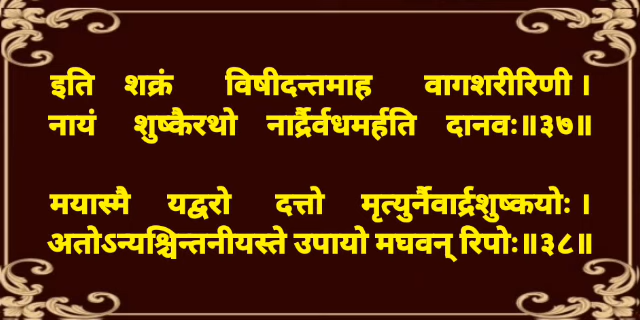 इति शक्रं विषीदन्तमाह वागशरीरिणी ।
नायं शुष्कैरथो नार्द्रैर्वधमर्हति दानवः॥३७॥
मयास्मै यद्वरो दत्तो मृत्युर्नैवार्द्रशुष्कयोः ।
अतोऽन्यश्चिन्तनीयस्ते उपायो मघवन् रिपोः॥३८॥